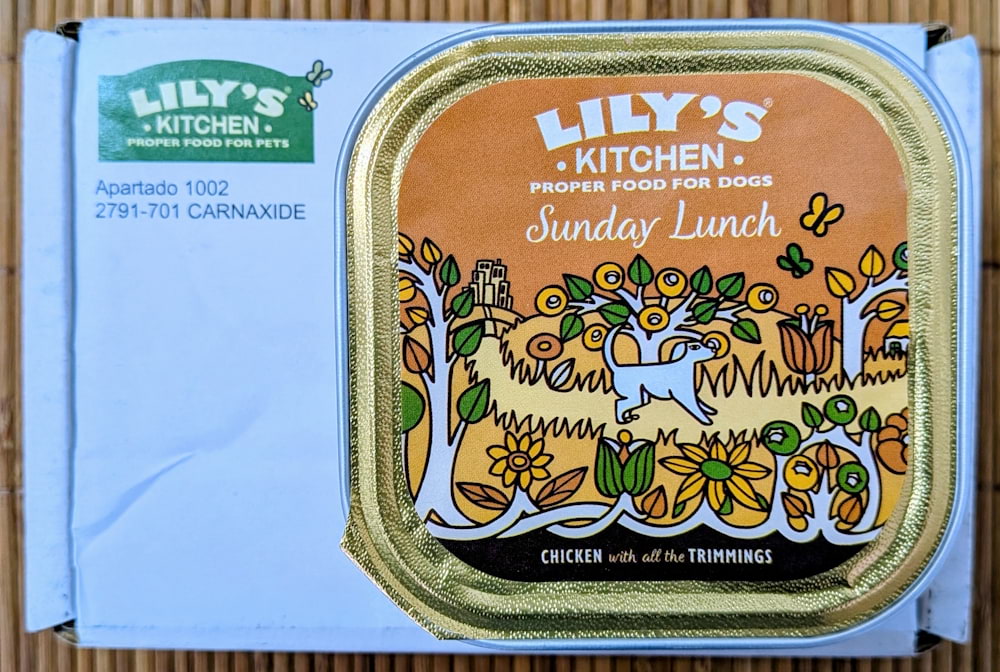 LILY'S
• KITCHEN •
PROPER FOOD FOR PETS
Apartado 1002
2791-701 CARNAXIDE
LILY'S®
• KITCHEN •
PROPER FOOD FOR DOGS
Sunday Lunch
CHICKEN with all the TRIMMINGS